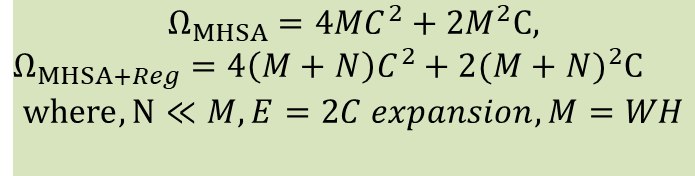 Ω_MHSA = 4MC² + 2M²C,
Ω_MHSA+Reg = 4(M + N)C² + 2(M + N)²C
where, N ≪ M, E = 2C expansion, M = WH